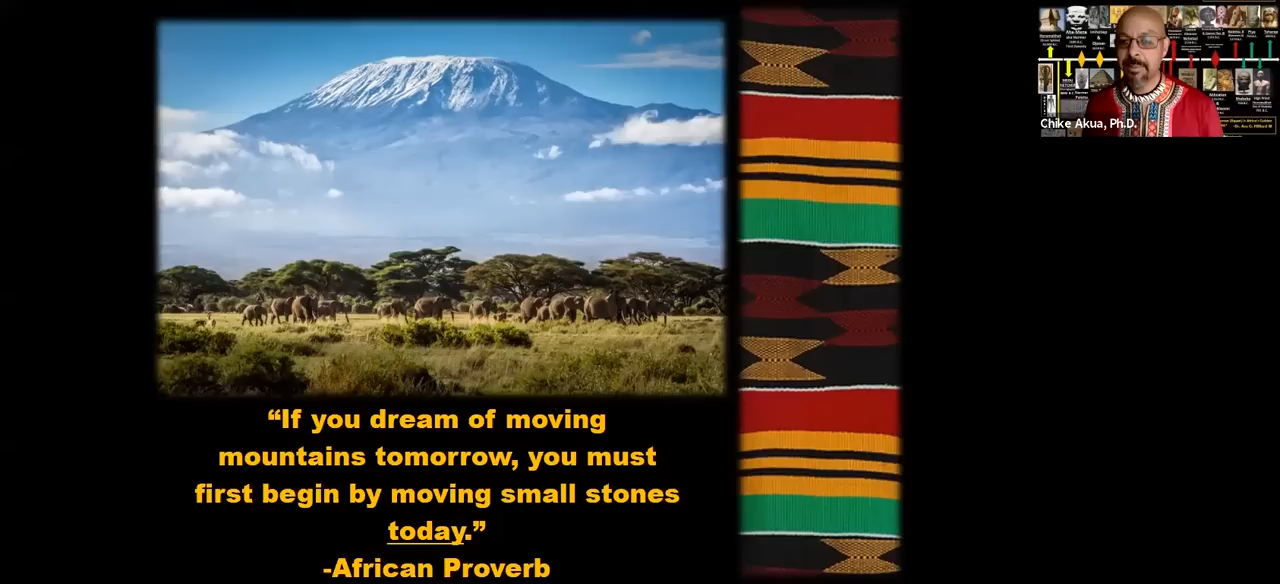 “If you dream of moving
mountains tomorrow, you must
first begin by moving small stones
today.”
-African Proverb
Chike Akua, Ph.D.